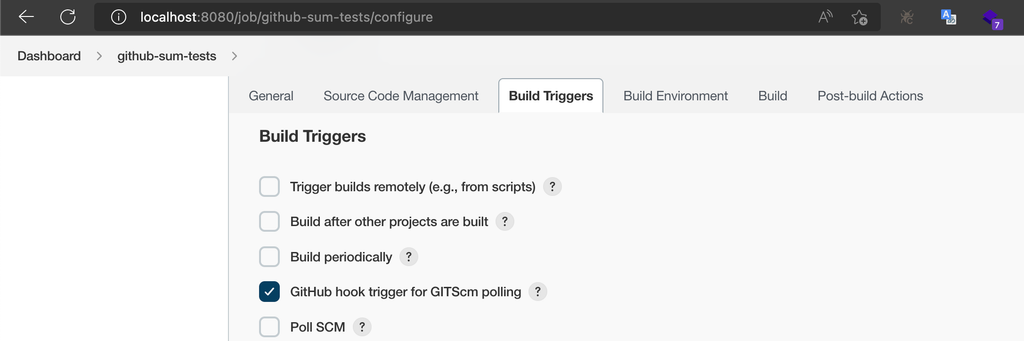 localhost:8080/job/github-sum-tests/configure
7
Dashboard > github-sum-tests >
General Source Code Management Build Triggers Build Environment Build Post-build Actions
Build Triggers
Trigger builds remotely (e.g., from scripts) ?
Build after other projects are built ?
Build periodically ?
GitHub hook trigger for GITScm polling ?
Poll SCM ?